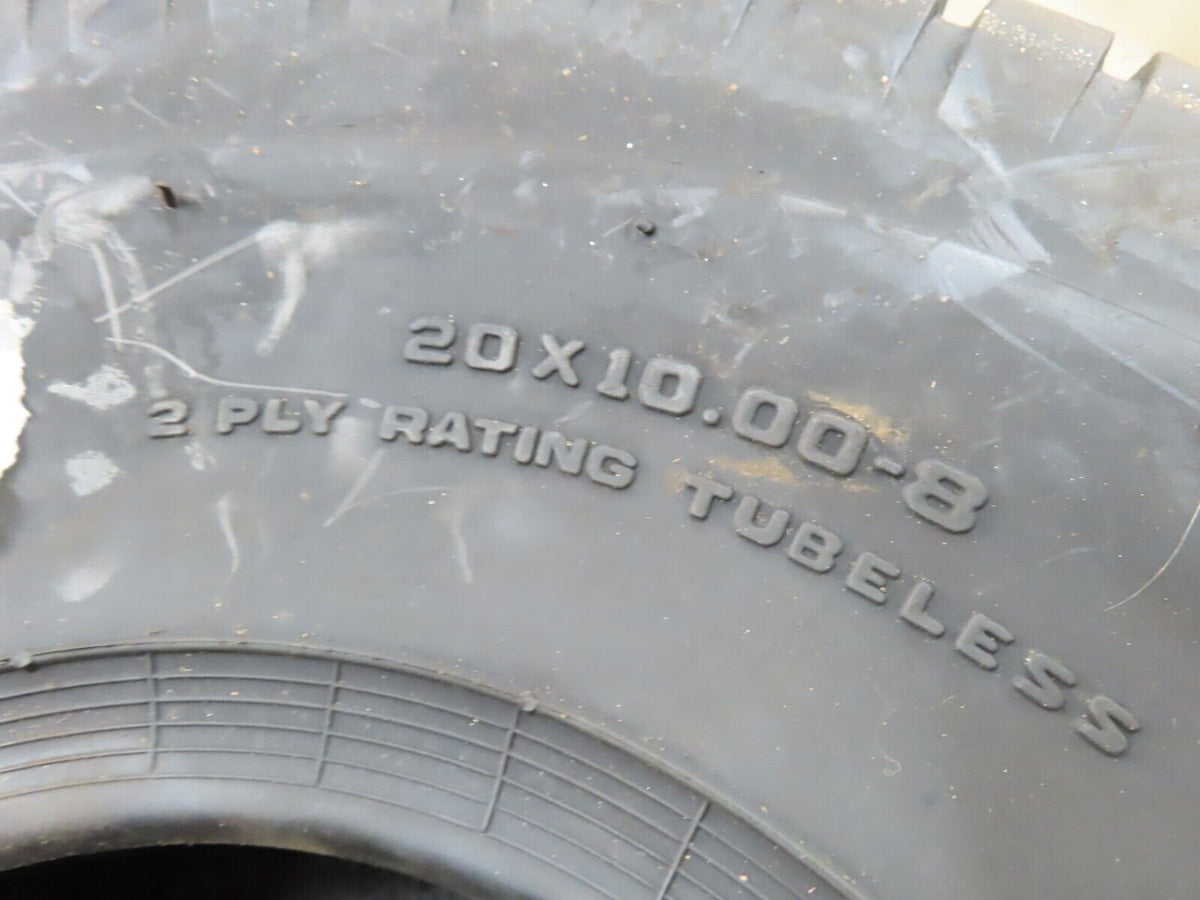 20X10.00-8
2 PLY RATING TUBELESS